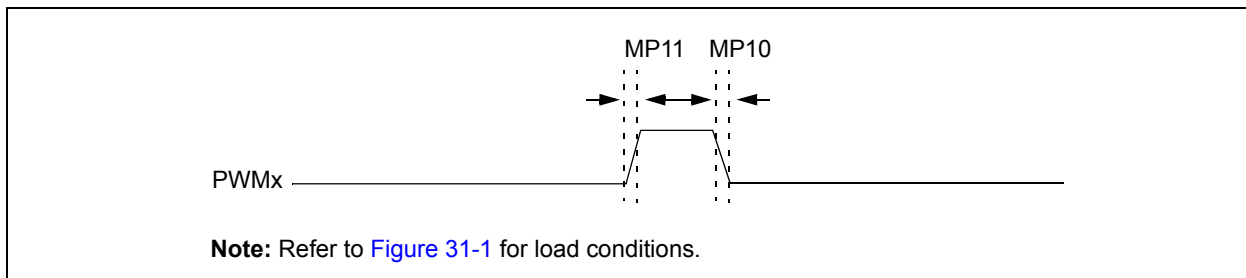 MP11 MP10
PWMx
Note: Refer to Figure 31-1 for load conditions.